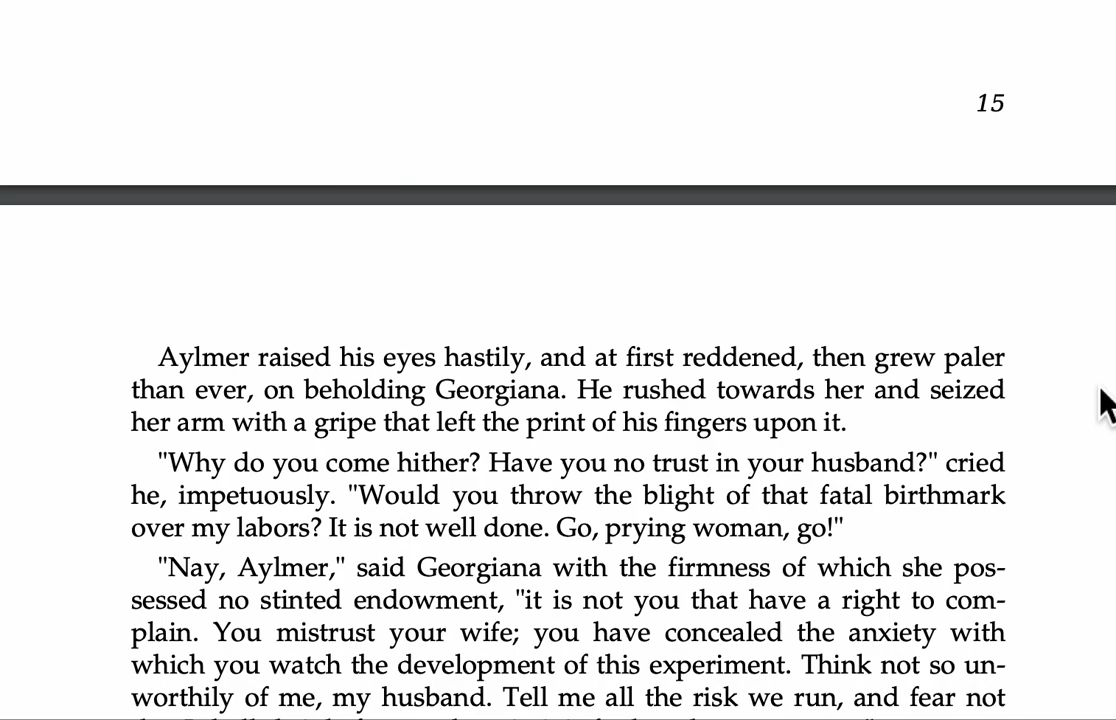 15
Aylmer raised his eyes hastily, and at first reddened, then grew paler
than ever, on beholding Georgiana. He rushed towards her and seized
her arm with a gripe that left the print of his fingers upon it.
"Why do you come hither? Have you no trust in your husband?" cried
he, impetuously. "Would you throw the blight of that fatal birthmark
over my labors? It is not well done. Go, prying woman, go!"
"Nay, Aylmer," said Georgiana with the firmness of which she pos-
sessed no stinted endowment, "it is not you that have a right to com-
plain. You mistrust your wife; you have concealed the anxiety with
which you watch the development of this experiment. Think not so un-
worthily of me, my husband. Tell me all the risk we run, and fear not